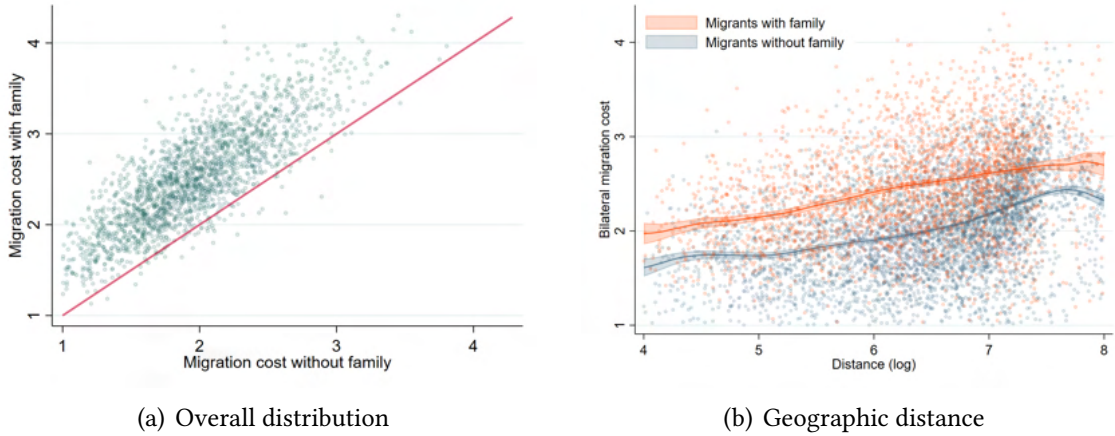 Migration cost with family
4
3
2
1
1
2
3
4
Migration cost without family
(a) Overall distribution
Migrants with family
Migrants without family
Bilateral migration cost
4
3
2
1
4
5
6
7
8
Distance (log)
(b) Geographic distance